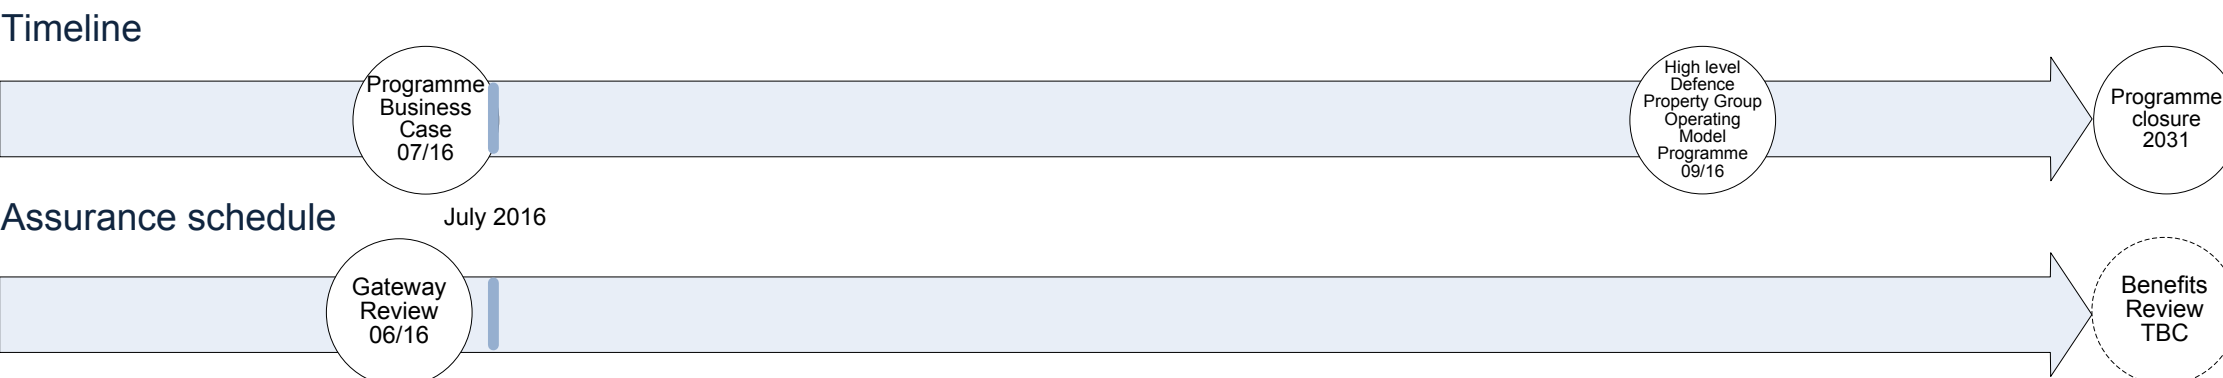 Timeline
Programme
Business
Case
07/16
High level
Defence
Property Group
Operating
Model
Programme
09/16
Programme
closure
2031
Assurance schedule
July 2016
Gateway
Review
06/16
Benefits
Review
TBC